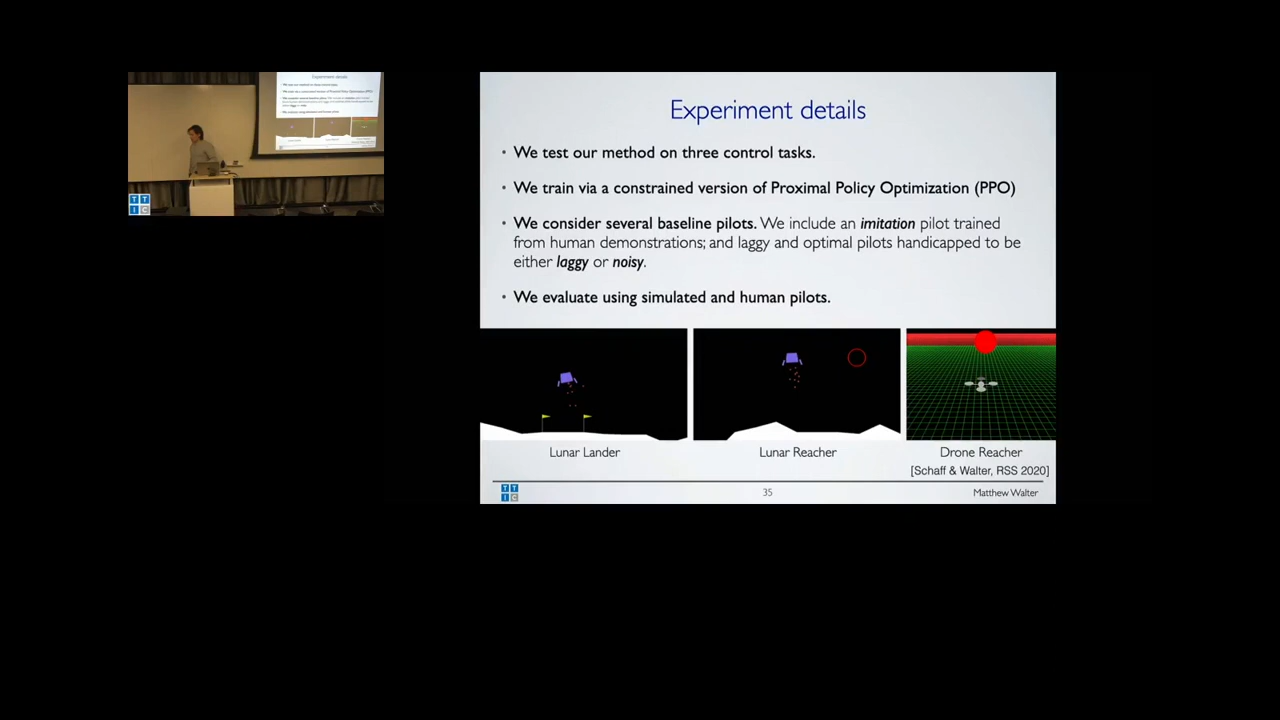 Experiment details
• We test our method on three control tasks.
• We train via a constrained version of Proximal Policy Optimization (PPO)
• We consider several baseline pilots. We include an imitation pilot trained
from human demonstrations; and laggy and optimal pilots handicapped to be
either laggy or noisy.
• We evaluate using simulated and human pilots.
Lunar Lander
Lunar Reacher
Drone Reacher
[Schaff & Walter, RSS 2020]
T T
I C
35
Matthew Walter
T T
I C
Experiment details